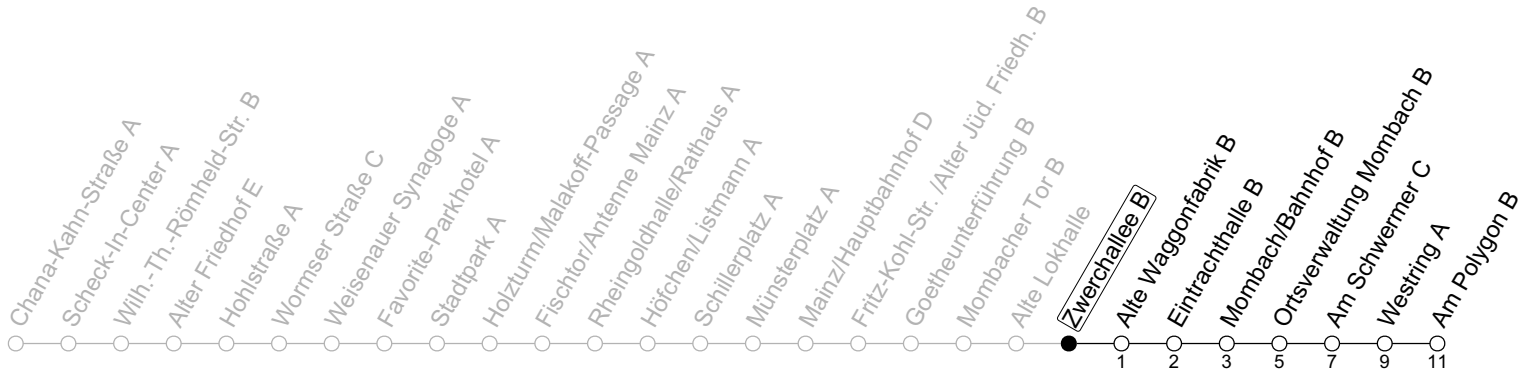 Chana-Kahn-Straße A
Scheck-In-Center A
Wilh.-Th.-Römheld-Str. B
Alter Friedhof E
Hohlstraße A
Wormser Straße C
Weisenauer Synagoge A
Favorite-Parkhotel A
Stadtpark A
Holzturm/Malakoff-Passage A
Fischtor/Antenne Mainz A
Rheingoldhalle/Rathaus A
Höfchen/Listmann A
Schillerplatz A
Münsterplatz A
Mainz/Hauptbahnhof D
Fritz-Kohl-Str. /Alter Jüd. Friedh. B
Goetheunterführung B
Mombacher Tor B
Alte Lokhalle
Zwerchallee B
Alte Waggonfabrik B
Eintrachthalle B
Mombach/Bahnhof B
Ortsverwaltung Mombach B
Am Schwermer C
Westring A
Am Polygon B
1 2 3 5 7 9 11